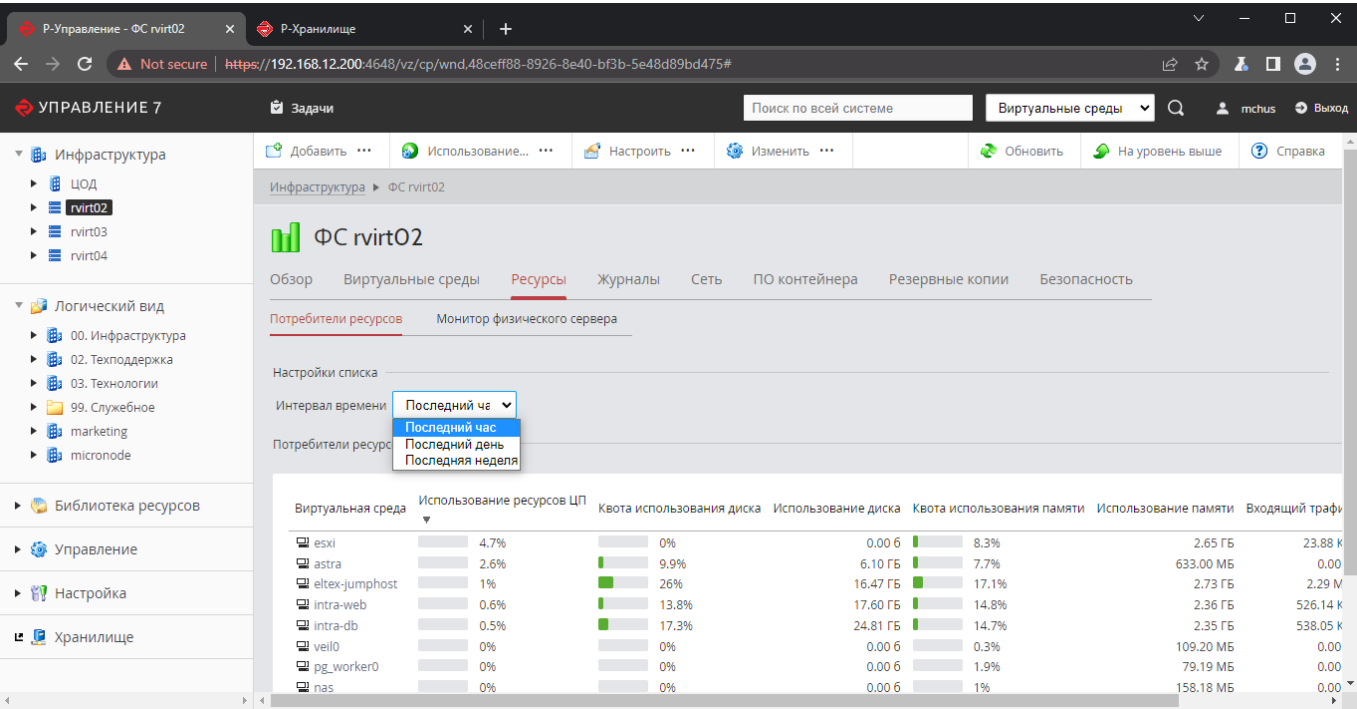 Р-Управление - ФС rvirt02
Р-Хранилище
Not secure https://192.168.12.200:4648/vz/cp/wnd,48ceff88-8926-8e40-bf3b-5e48d89bd475#
УПРАВЛЕНИЕ 7
Задачи
Поиск по всей системе
Виртуальные среды
mchus
Выход
Инфраструктура
ЦОД
rvirt02
rvirt03
rvirt04
Логический вид
00. Инфраструктура
02. Техподдержка
03. Технологии
99. Служебное
marketing
micronode
Библиотека ресурсов
Управление
Настройка
Хранилище
Добавить ••• Использование... ••• Настроить ••• Изменить ••• Обновить На уровень выше Справка
Инфраструктура ФС rvirt02
ФС rvirt02
Обзор Виртуальные среды Ресурсы Журналы Сеть ПО контейнера Резервные копии Безопасность
Потребители ресурсов Монитор физического сервера
Настройки списка
Интервал времени Последний ча
Последний час
Последний день
Последняя неделя
Потребители ресурс
Виртуальная среда Использование ресурсов ЦП Квота использования диска Использование диска Квота использования памяти Использование памяти Входящий трафи
esxi 4.7% 0% 0.00 б 8.3% 2.65 ГБ 23.88 К
astra 2.6% 9.9% 6.10 ГБ 7.7% 633.00 МБ 0.00
eltex-jumphost 1% 26% 16.47 ГБ 17.1% 2.73 ГБ 2.29 М
intra-web 0.6% 13.8% 17.60 ГБ 14.8% 2.36 ГБ 526.14 К
intra-db 0.5% 17.3% 24.81 ГБ 14.7% 2.35 ГБ 538.05 К
veil0 0% 0% 0.00 б 0.3% 109.20 МБ 0.00
pg_worker0 0% 0% 0.00 б 1.9% 79.19 МБ 0.00
nas 0% 0% 0.00 б 1% 158.18 МБ 0.00